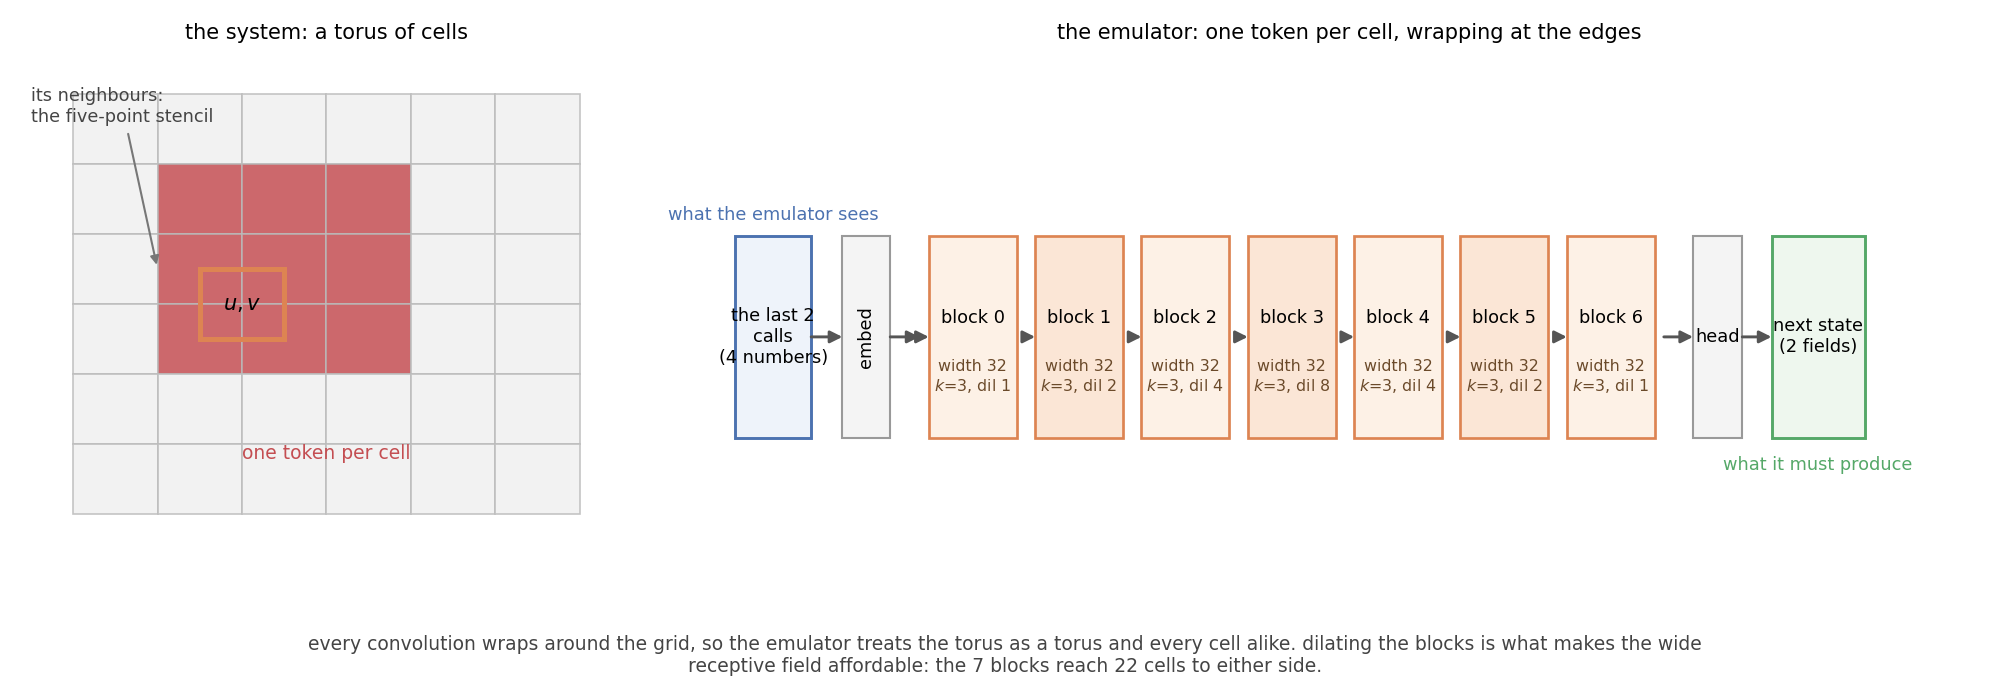 the system: a torus of cells
the emulator: one token per cell, wrapping at the edges
its neighbours:
the five-point stencil
u, v
one token per cell
what the emulator sees
the last 2
calls
(4 numbers)
embed
block 0
width 32
k=3, dil 1
block 1
width 32
k=3, dil 2
block 2
width 32
k=3, dil 4
block 3
width 32
k=3, dil 8
block 4
width 32
k=3, dil 4
block 5
width 32
k=3, dil 2
block 6
width 32
k=3, dil 1
head
next state
(2 fields)
what it must produce
every convolution wraps around the grid, so the emulator treats the torus as a torus and every cell alike. dilating the blocks is what makes the wide
receptive field affordable: the 7 blocks reach 22 cells to either side.